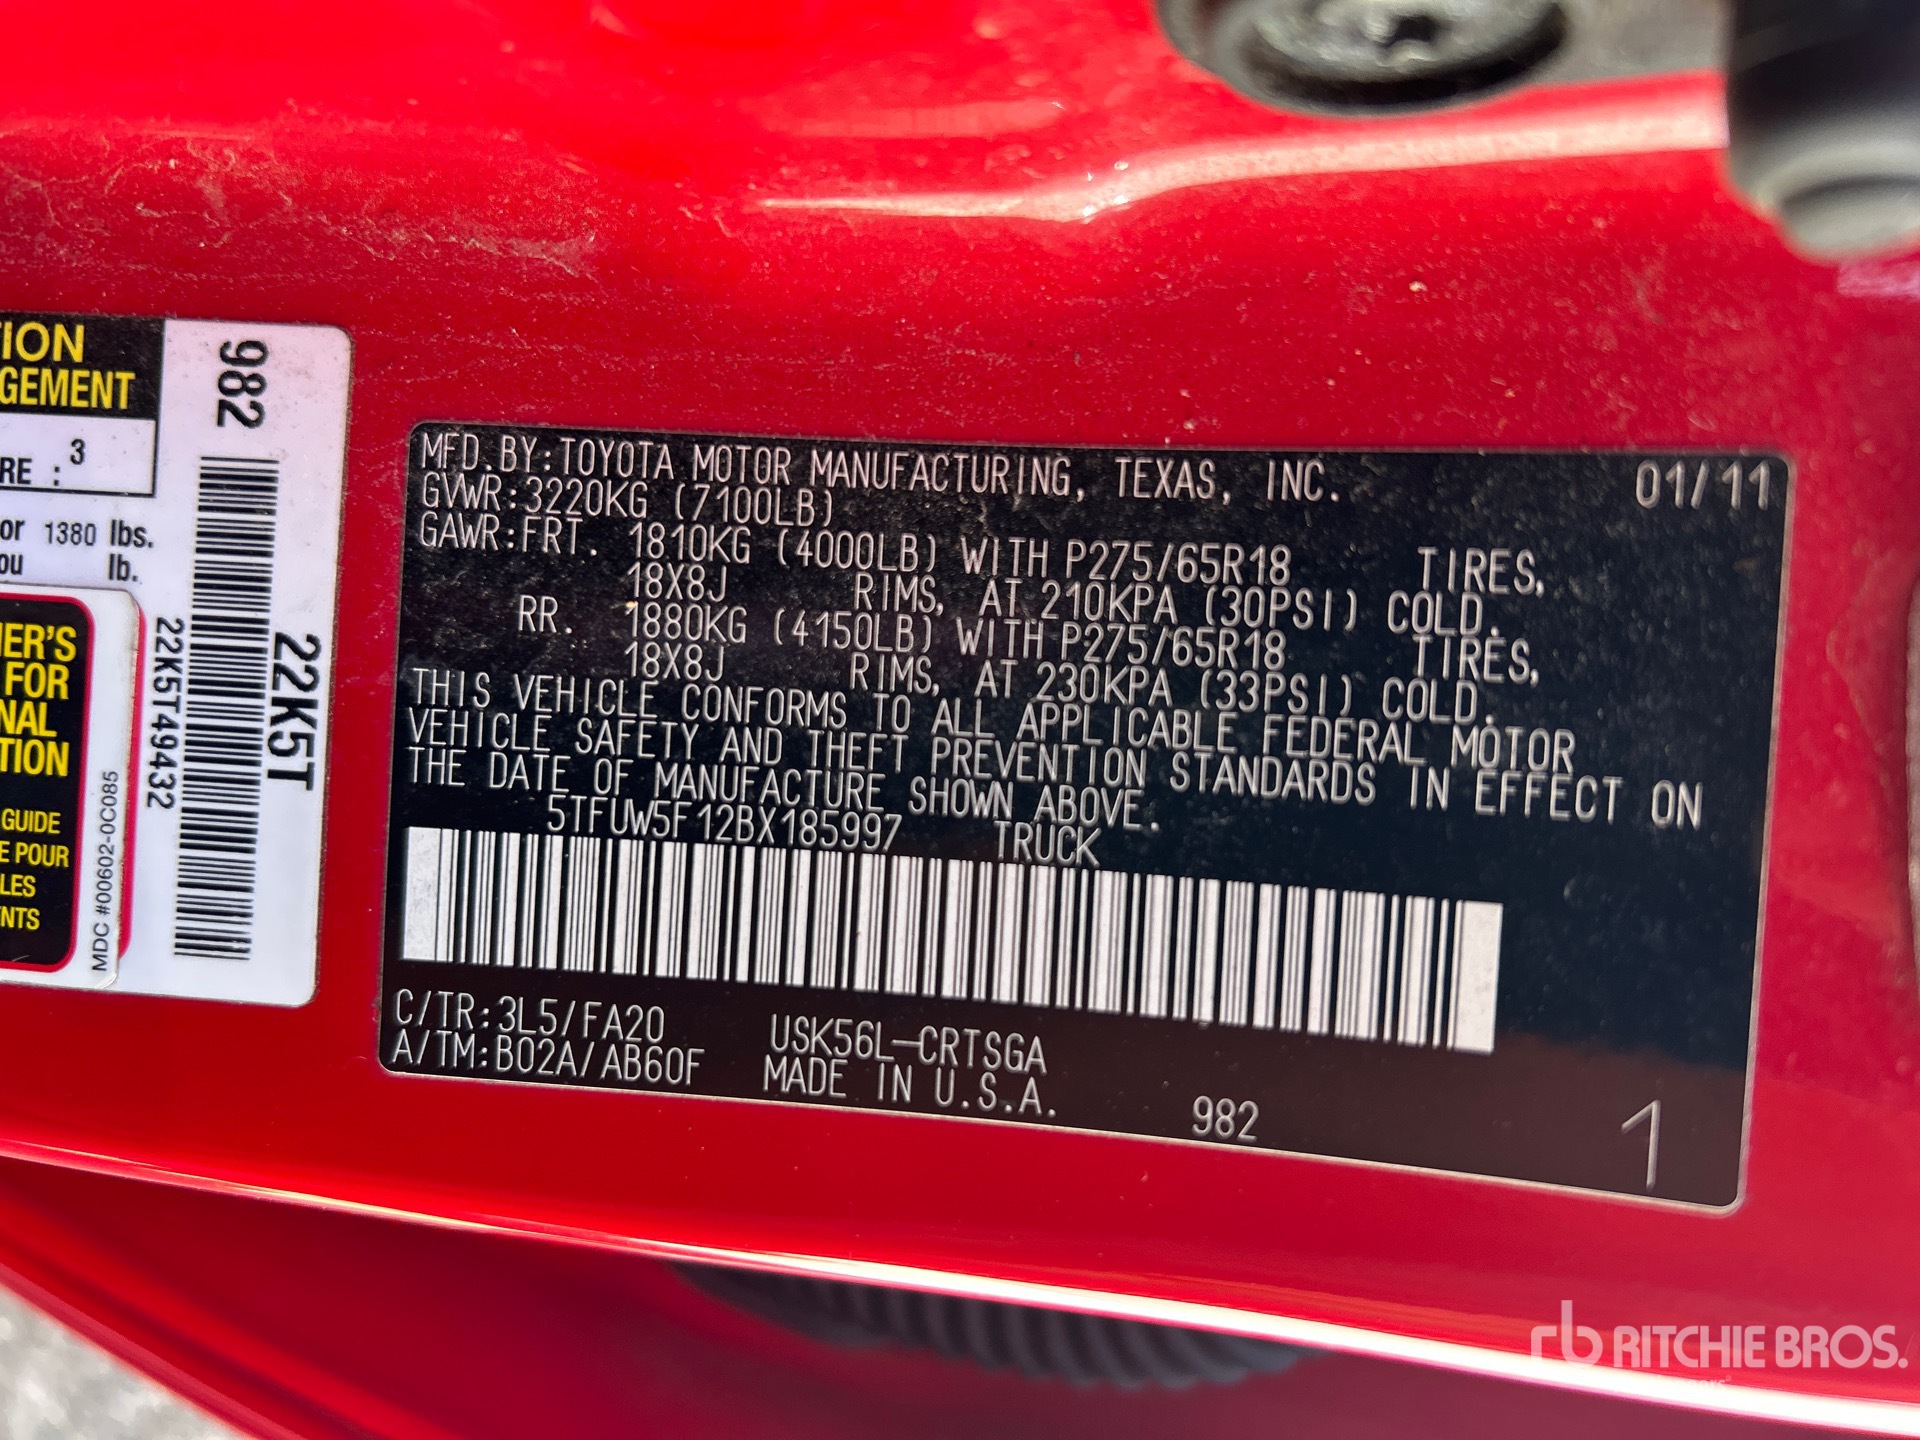 TION
GEMENT
RE : 3
or 1380 lbs.
ou lb.
ER'S
FOR
NAL
TION
GUIDE
E POUR
LES
NTS
MDC #00602-0C085
982
22K5T49432
22K5T
MFD. BY: TOYOTA MOTOR MANUFACTURING, TEXAS, INC. 01/11
GVWR: 3220KG (7100LB)
GAWR: FRT. 1810KG (4000LB) WITH P275/65R18 TIRES,
18X8J RIMS, AT 210KPA (30PSI) COLD.
RR. 1880KG (4150LB) WITH P275/65R18 TIRES,
18X8J RIMS, AT 230KPA (33PSI) COLD.
THIS VEHICLE CONFORMS TO ALL APPLICABLE FEDERAL MOTOR
VEHICLE SAFETY AND THEFT PREVENTION STANDARDS IN EFFECT ON
THE DATE OF MANUFACTURE SHOWN ABOVE.
5TFUW5F12BX185997 TRUCK
C/TR: 3L5/FA20 USK56L-CRTSGA
A/TM: B02A/AB60F MADE IN U.S.A.
982 1
rb RITCHIE BROS.